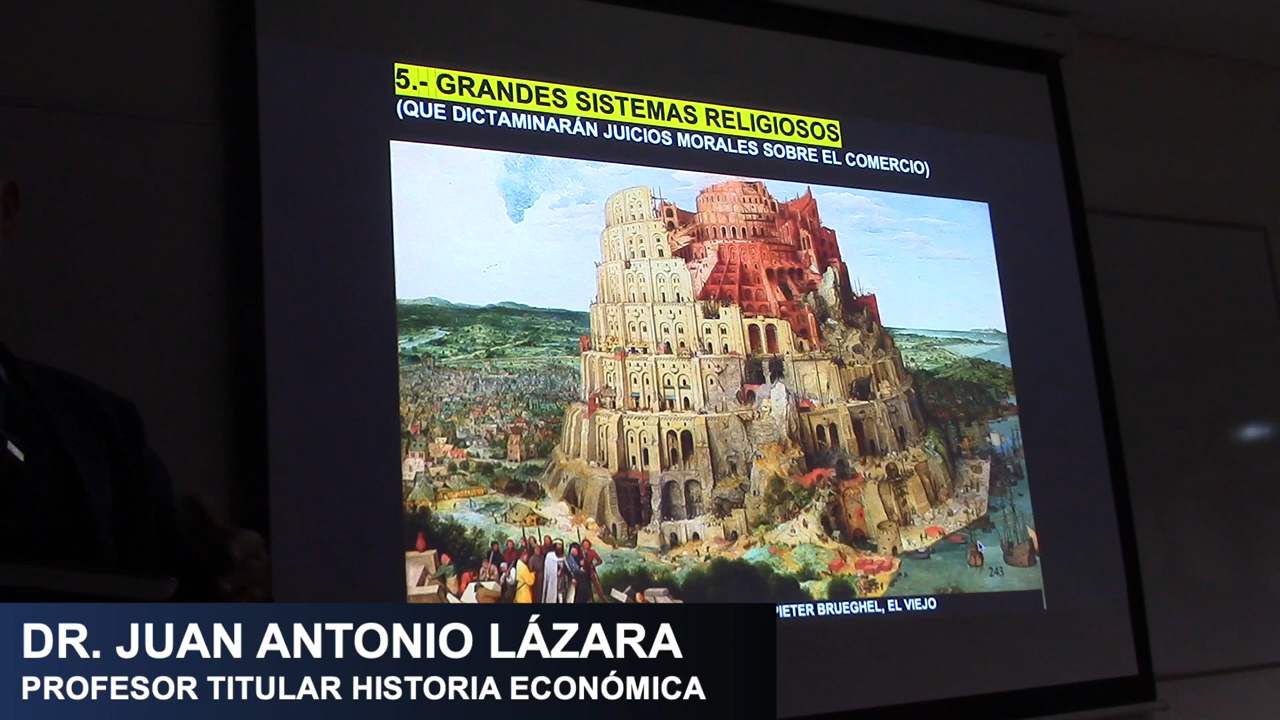 5.- GRANDES SISTEMAS RELIGIOSOS
(QUE DICTAMINARÁN JUICIOS MORALES SOBRE EL COMERCIO)
243
PIETER BRUEGHEL, EL VIEJO
DR. JUAN ANTONIO LÁZARA
PROFESOR TITULAR HISTORIA ECONÓMICA